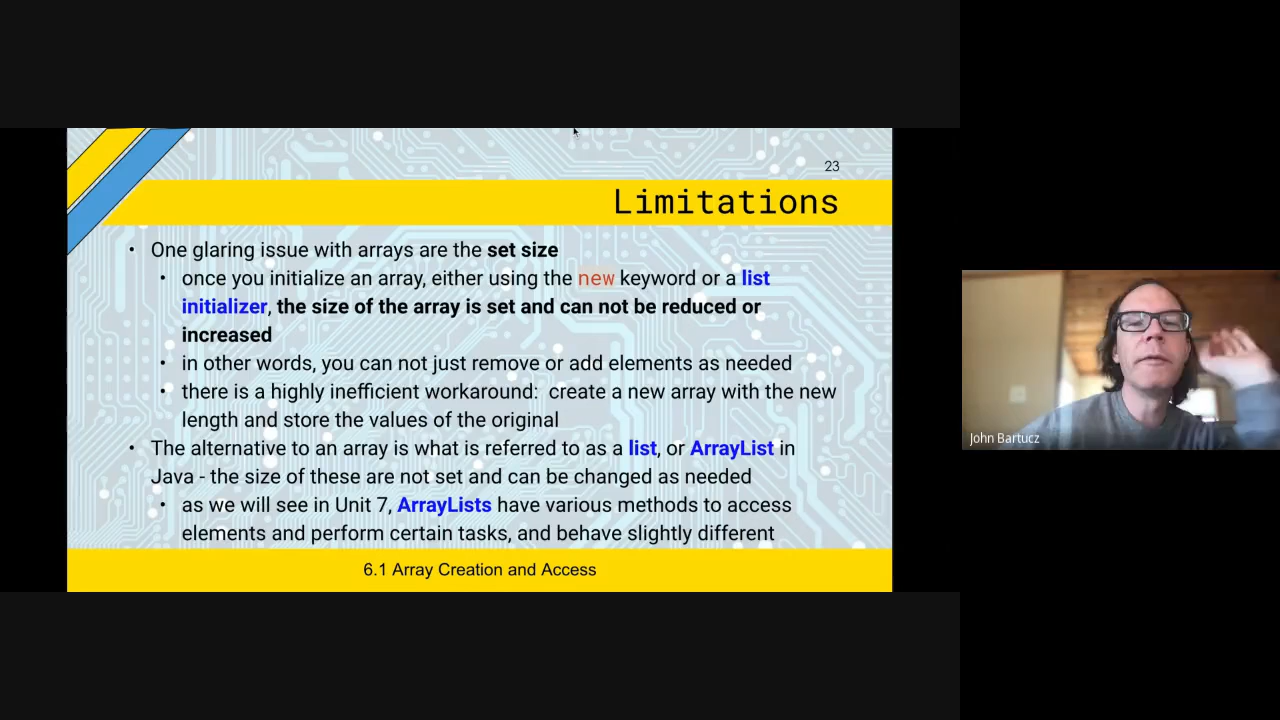 23
Limitations
• One glaring issue with arrays are the set size
• once you initialize an array, either using the new keyword or a list
initializer, the size of the array is set and can not be reduced or
increased
• in other words, you can not just remove or add elements as needed
• there is a highly inefficient workaround: create a new array with the new
length and store the values of the original
• The alternative to an array is what is referred to as a list, or ArrayList in
Java - the size of these are not set and can be changed as needed
• as we will see in Unit 7, ArrayLists have various methods to access
elements and perform certain tasks, and behave slightly different
6.1 Array Creation and Access
John Bartucz